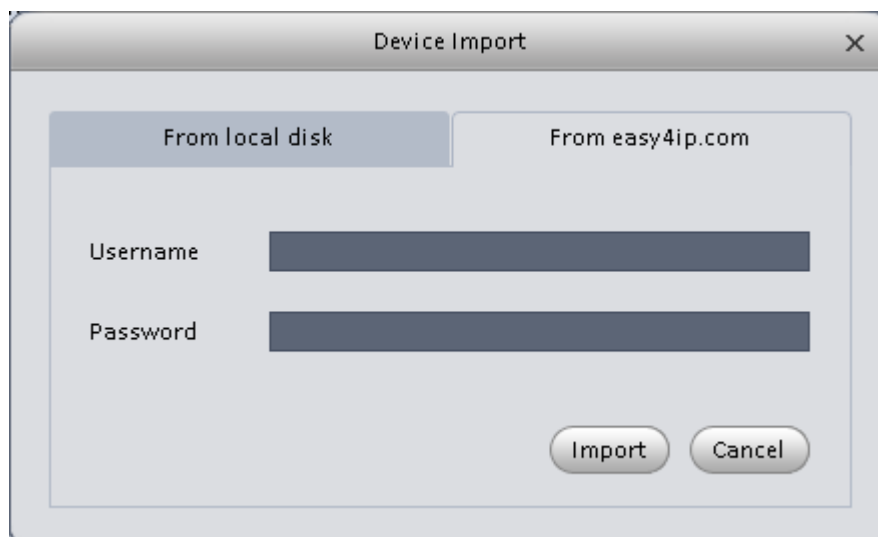 Device Import
From local disk
From easy4ip.com
Username
Password
Import
Cancel